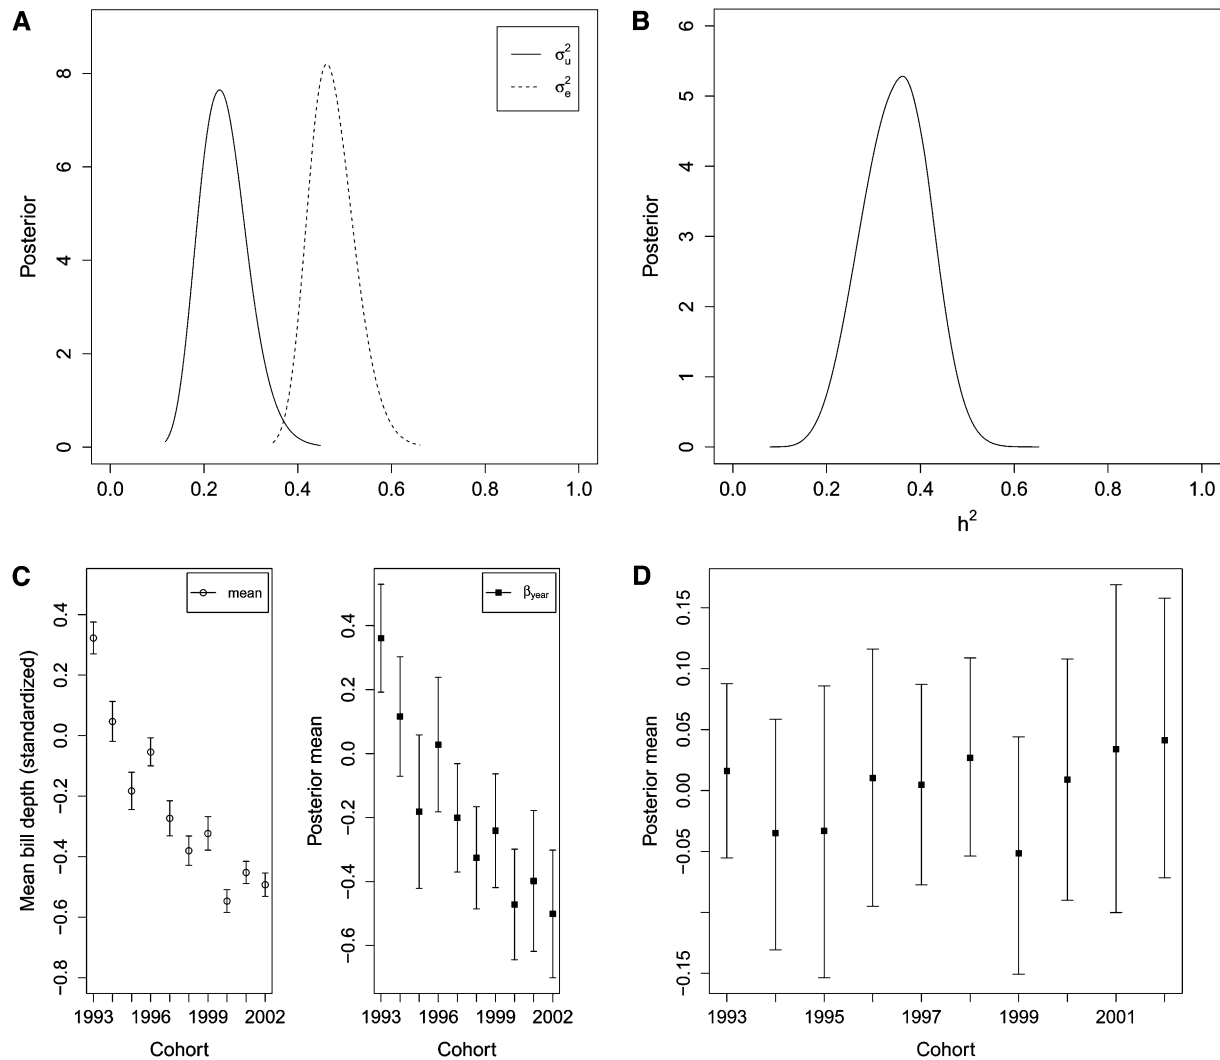 A
σ²ᵤ
σ²ₑ
Posterior
8
6
4
2
0
0.0 0.2 0.4 0.6 0.8 1.0
B
Posterior
6
5
4
3
2
1
0
0.0 0.2 0.4 0.6 0.8 1.0
h²
C
mean
Mean bill depth (standardized)
0.4
0.2
0.0
−0.2
−0.4
−0.6
−0.8
1993 1996 1999 2002
Cohort
βyear
Posterior mean
0.4
0.2
0.0
−0.2
−0.4
−0.6
1993 1996 1999 2002
Cohort
D
Posterior mean
0.15
0.10
0.05
0.00
−0.05
−0.15
1993 1995 1997 1999 2001
Cohort